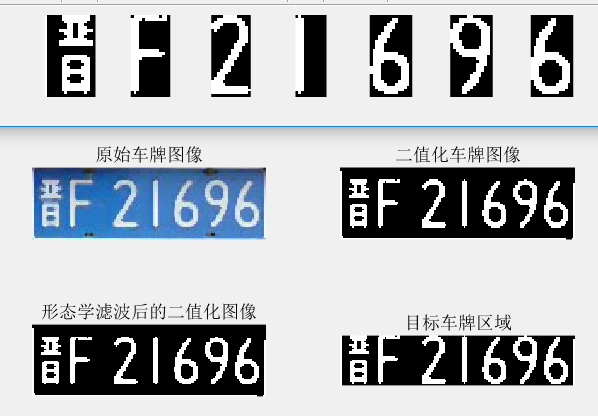 晋 F 2 1 6 9 6
原始车牌图像 二值化车牌图像
晋F 21696 晋F 21696
形态学滤波后的二值化图像 目标车牌区域
晋F 21696 晋F 21696